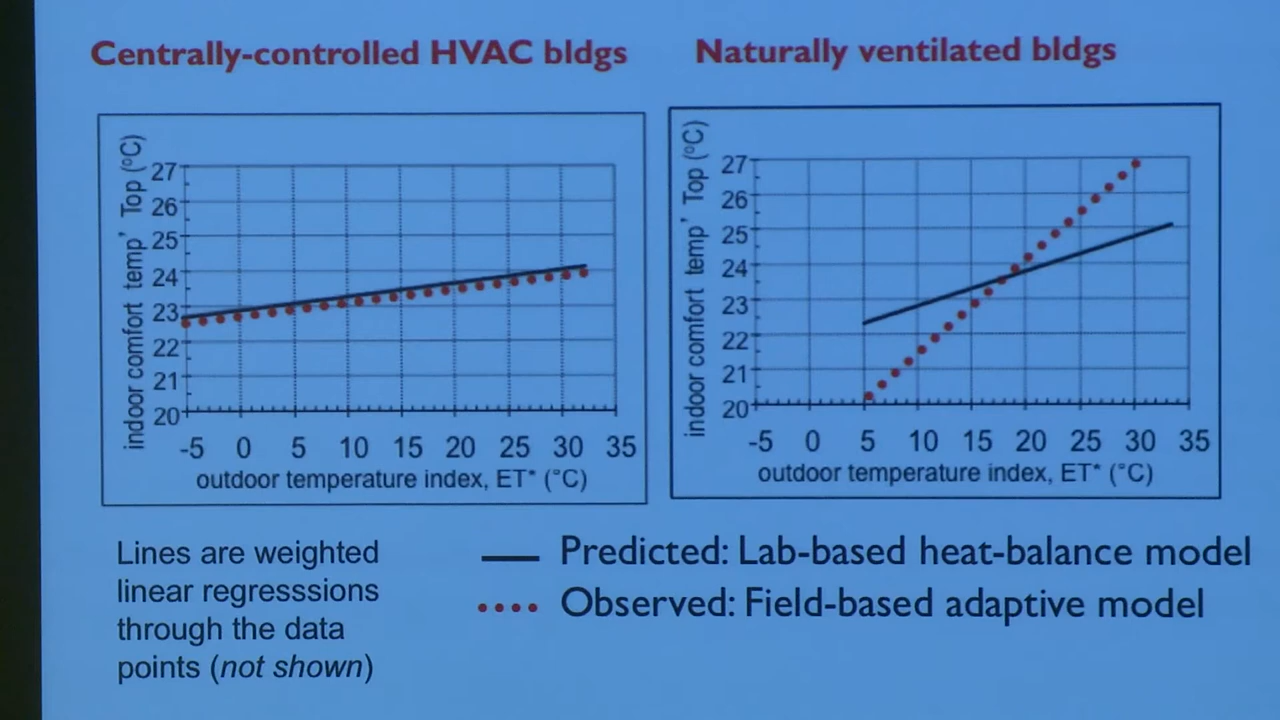 Centrally-controlled HVAC bldgs
Naturally ventilated bldgs
indoor comfort temp' Top (°C)
27
26
25
24
23
22
21
20
-5 0 5 10 15 20 25 30 35
outdoor temperature index, ET* (°C)
indoor comfort temp' Top (°C)
27
26
25
24
23
22
21
20
-5 0 5 10 15 20 25 30 35
outdoor temperature index, ET* (°C)
Lines are weighted
linear regresssions
through the data
points (not shown)
Predicted: Lab-based heat-balance model
Observed: Field-based adaptive model